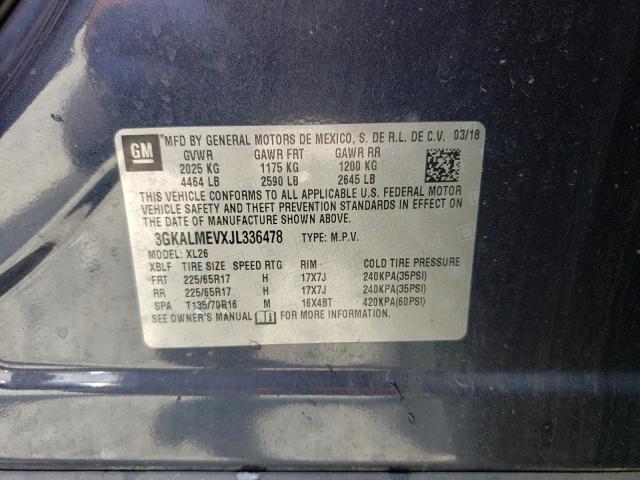 GM
*MFD BY GENERAL MOTORS DE MEXICO, S. DE R.L. DE C.V. 03/18
GVWR GAWR FRT GAWR RR
2025 KG 1175 KG 1200 KG
4464 LB 2590 LB 2645 LB
THIS VEHICLE CONFORMS TO ALL APPLICABLE U.S. FEDERAL MOTOR
VEHICLE SAFETY AND THEFT PREVENTION STANDARDS IN EFFECT ON
THE DATE OF MANUFACTURE SHOWN ABOVE.
3GKALMEVXJL336478 TYPE: M.P.V.
MODEL: XL26
XBLF TIRE SIZE SPEED RTG RIM COLD TIRE PRESSURE
FRT 225/65R17 H 17X7J 240KPA(35PSI)
RR 225/65R17 H 17X7J 240KPA(35PSI)
SPA T135/70R16 M 16X4BT 420KPA(60PSI)
SEE OWNER'S MANUAL FOR MORE INFORMATION.